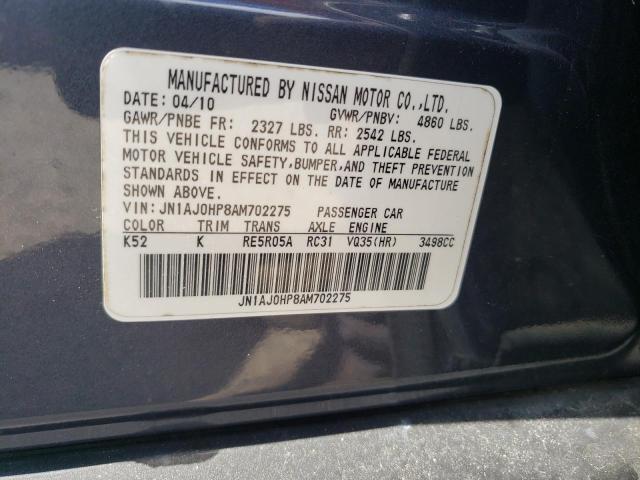 MANUFACTURED BY NISSAN MOTOR CO.,LTD.
DATE: 04/10 GVWR/PNBV: 4860 LBS.
GAWR/PNBE FR: 2327 LBS. RR: 2542 LBS.
THIS VEHICLE CONFORMS TO ALL APPLICABLE FEDERAL
MOTOR VEHICLE SAFETY,BUMPER,AND THEFT PREVENTION
STANDARDS IN EFFECT ON THE DATE OF MANUFACTURE
SHOWN ABOVE.
VIN: JN1AJ0HP8AM702275 PASSENGER CAR
COLOR TRIM TRANS AXLE ENGINE
K52 K RE5R05A RC31 VQ35(HR) 3498CC
JN1AJ0HP8AM702275